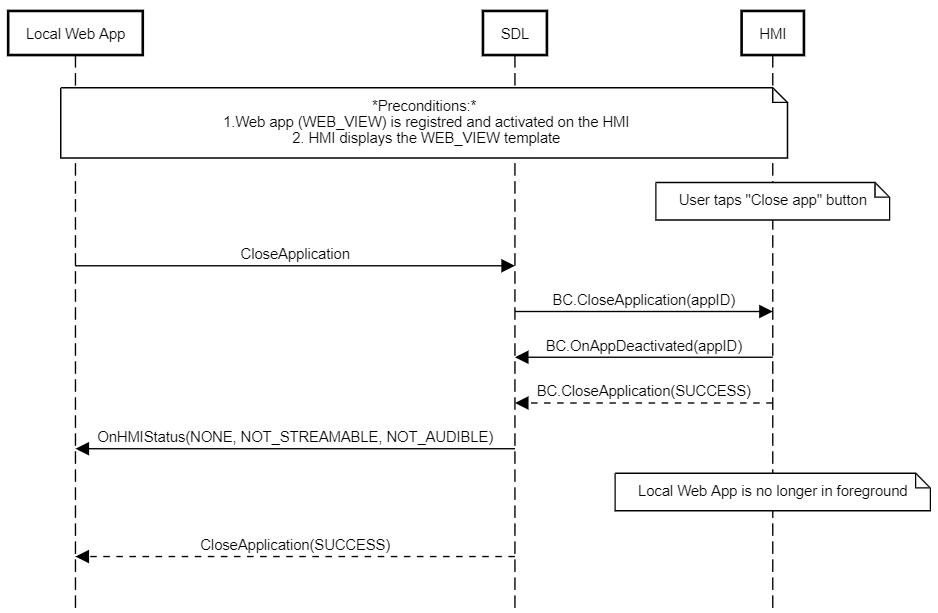 Local Web App
SDL
HMI
*Preconditions:*
1.Web app (WEB_VIEW) is registred and activated on the HMI
2. HMI displays the WEB_VIEW template
User taps "Close app" button
CloseApplication
BC.CloseApplication(appID)
BC.OnAppDeactivated(appID)
BC.CloseApplication(SUCCESS)
OnHMIStatus(NONE, NOT_STREAMABLE, NOT_AUDIBLE)
Local Web App is no longer in foreground
CloseApplication(SUCCESS)